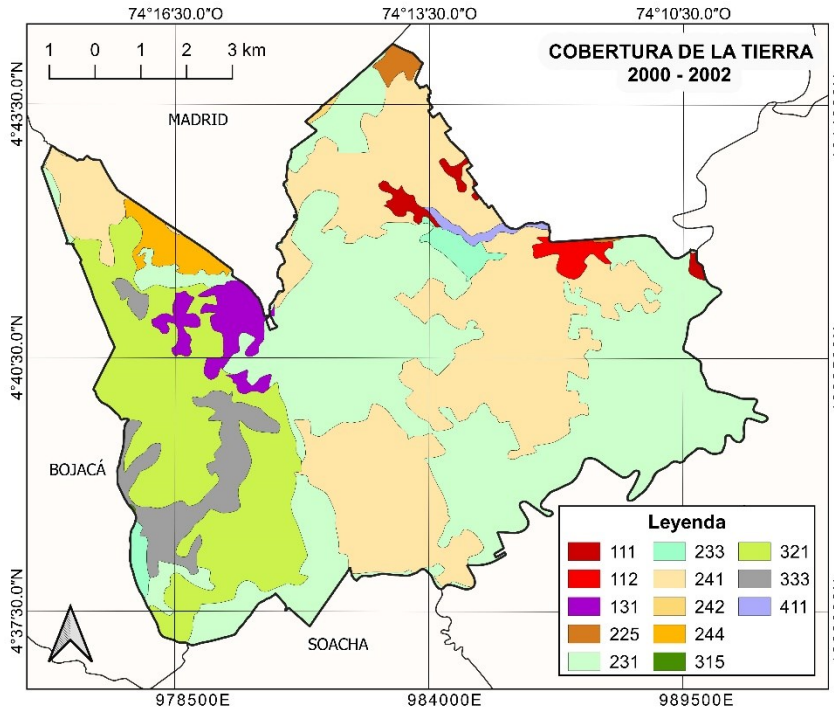 74°16'30.0"O 74°13'30.0"O 74°10'30.0"O
1 0 1 2 3 km
COBERTURA DE LA TIERRA
2000 - 2002
4°43'30.0"N
MADRID
4°40'30.0"N
BOJACÁ
Leyenda
111 233 321
112 241 333
131 242 411
225 244
231 315
4°37'30.0"N
SOACHA
978500E 984000E 989500E